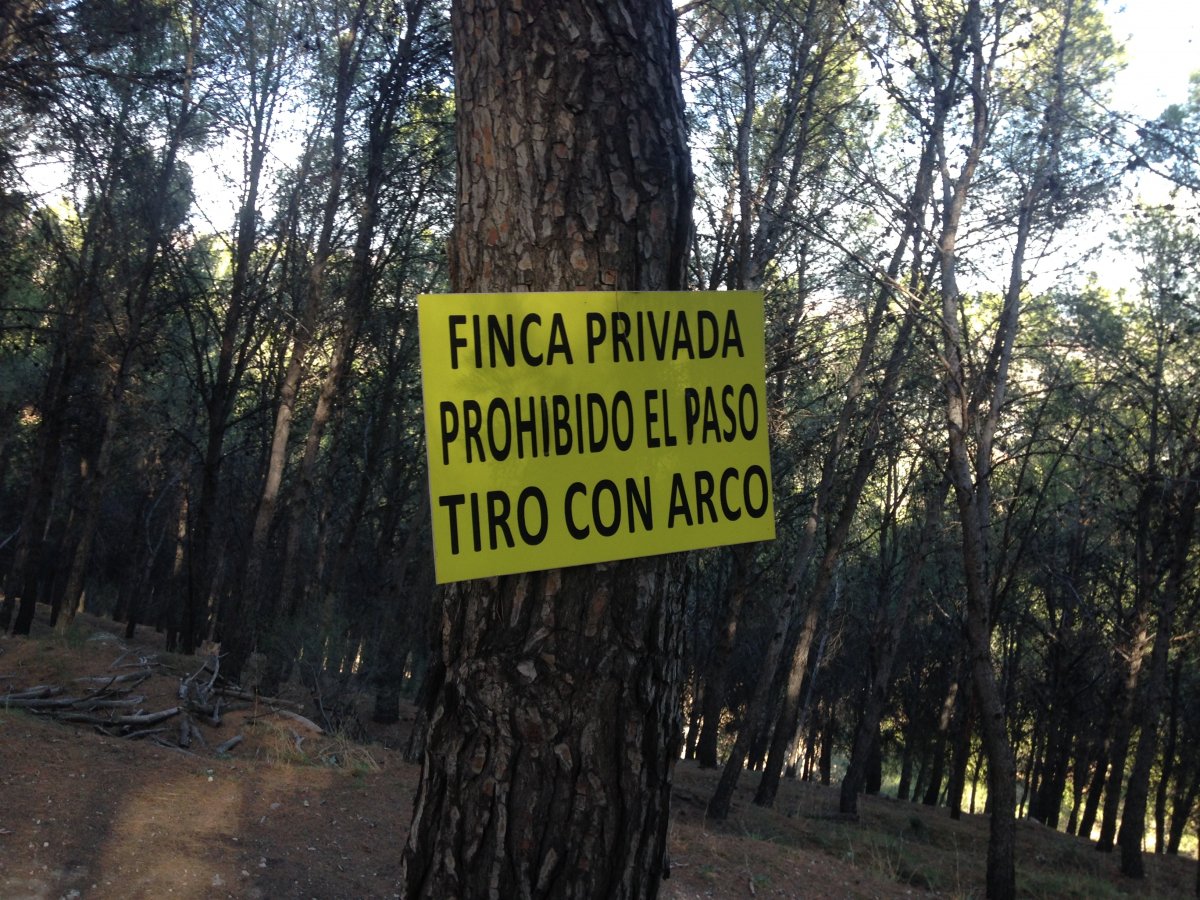 FINCA PRIVADA
PROHIBIDO EL PASO
TIRO CON ARCO